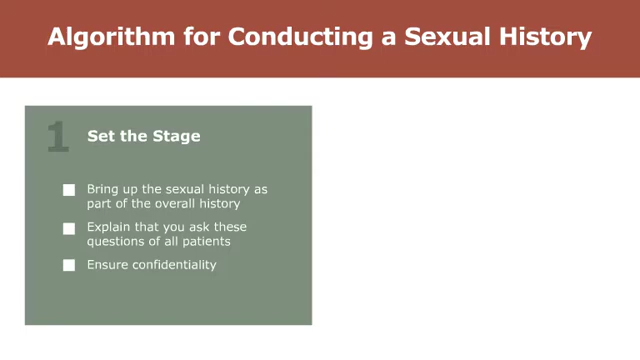 Algorithm for Conducting a Sexual History
1
Set the Stage
Bring up the sexual history as
part of the overall history
Explain that you ask these
questions of all patients
Ensure confidentiality